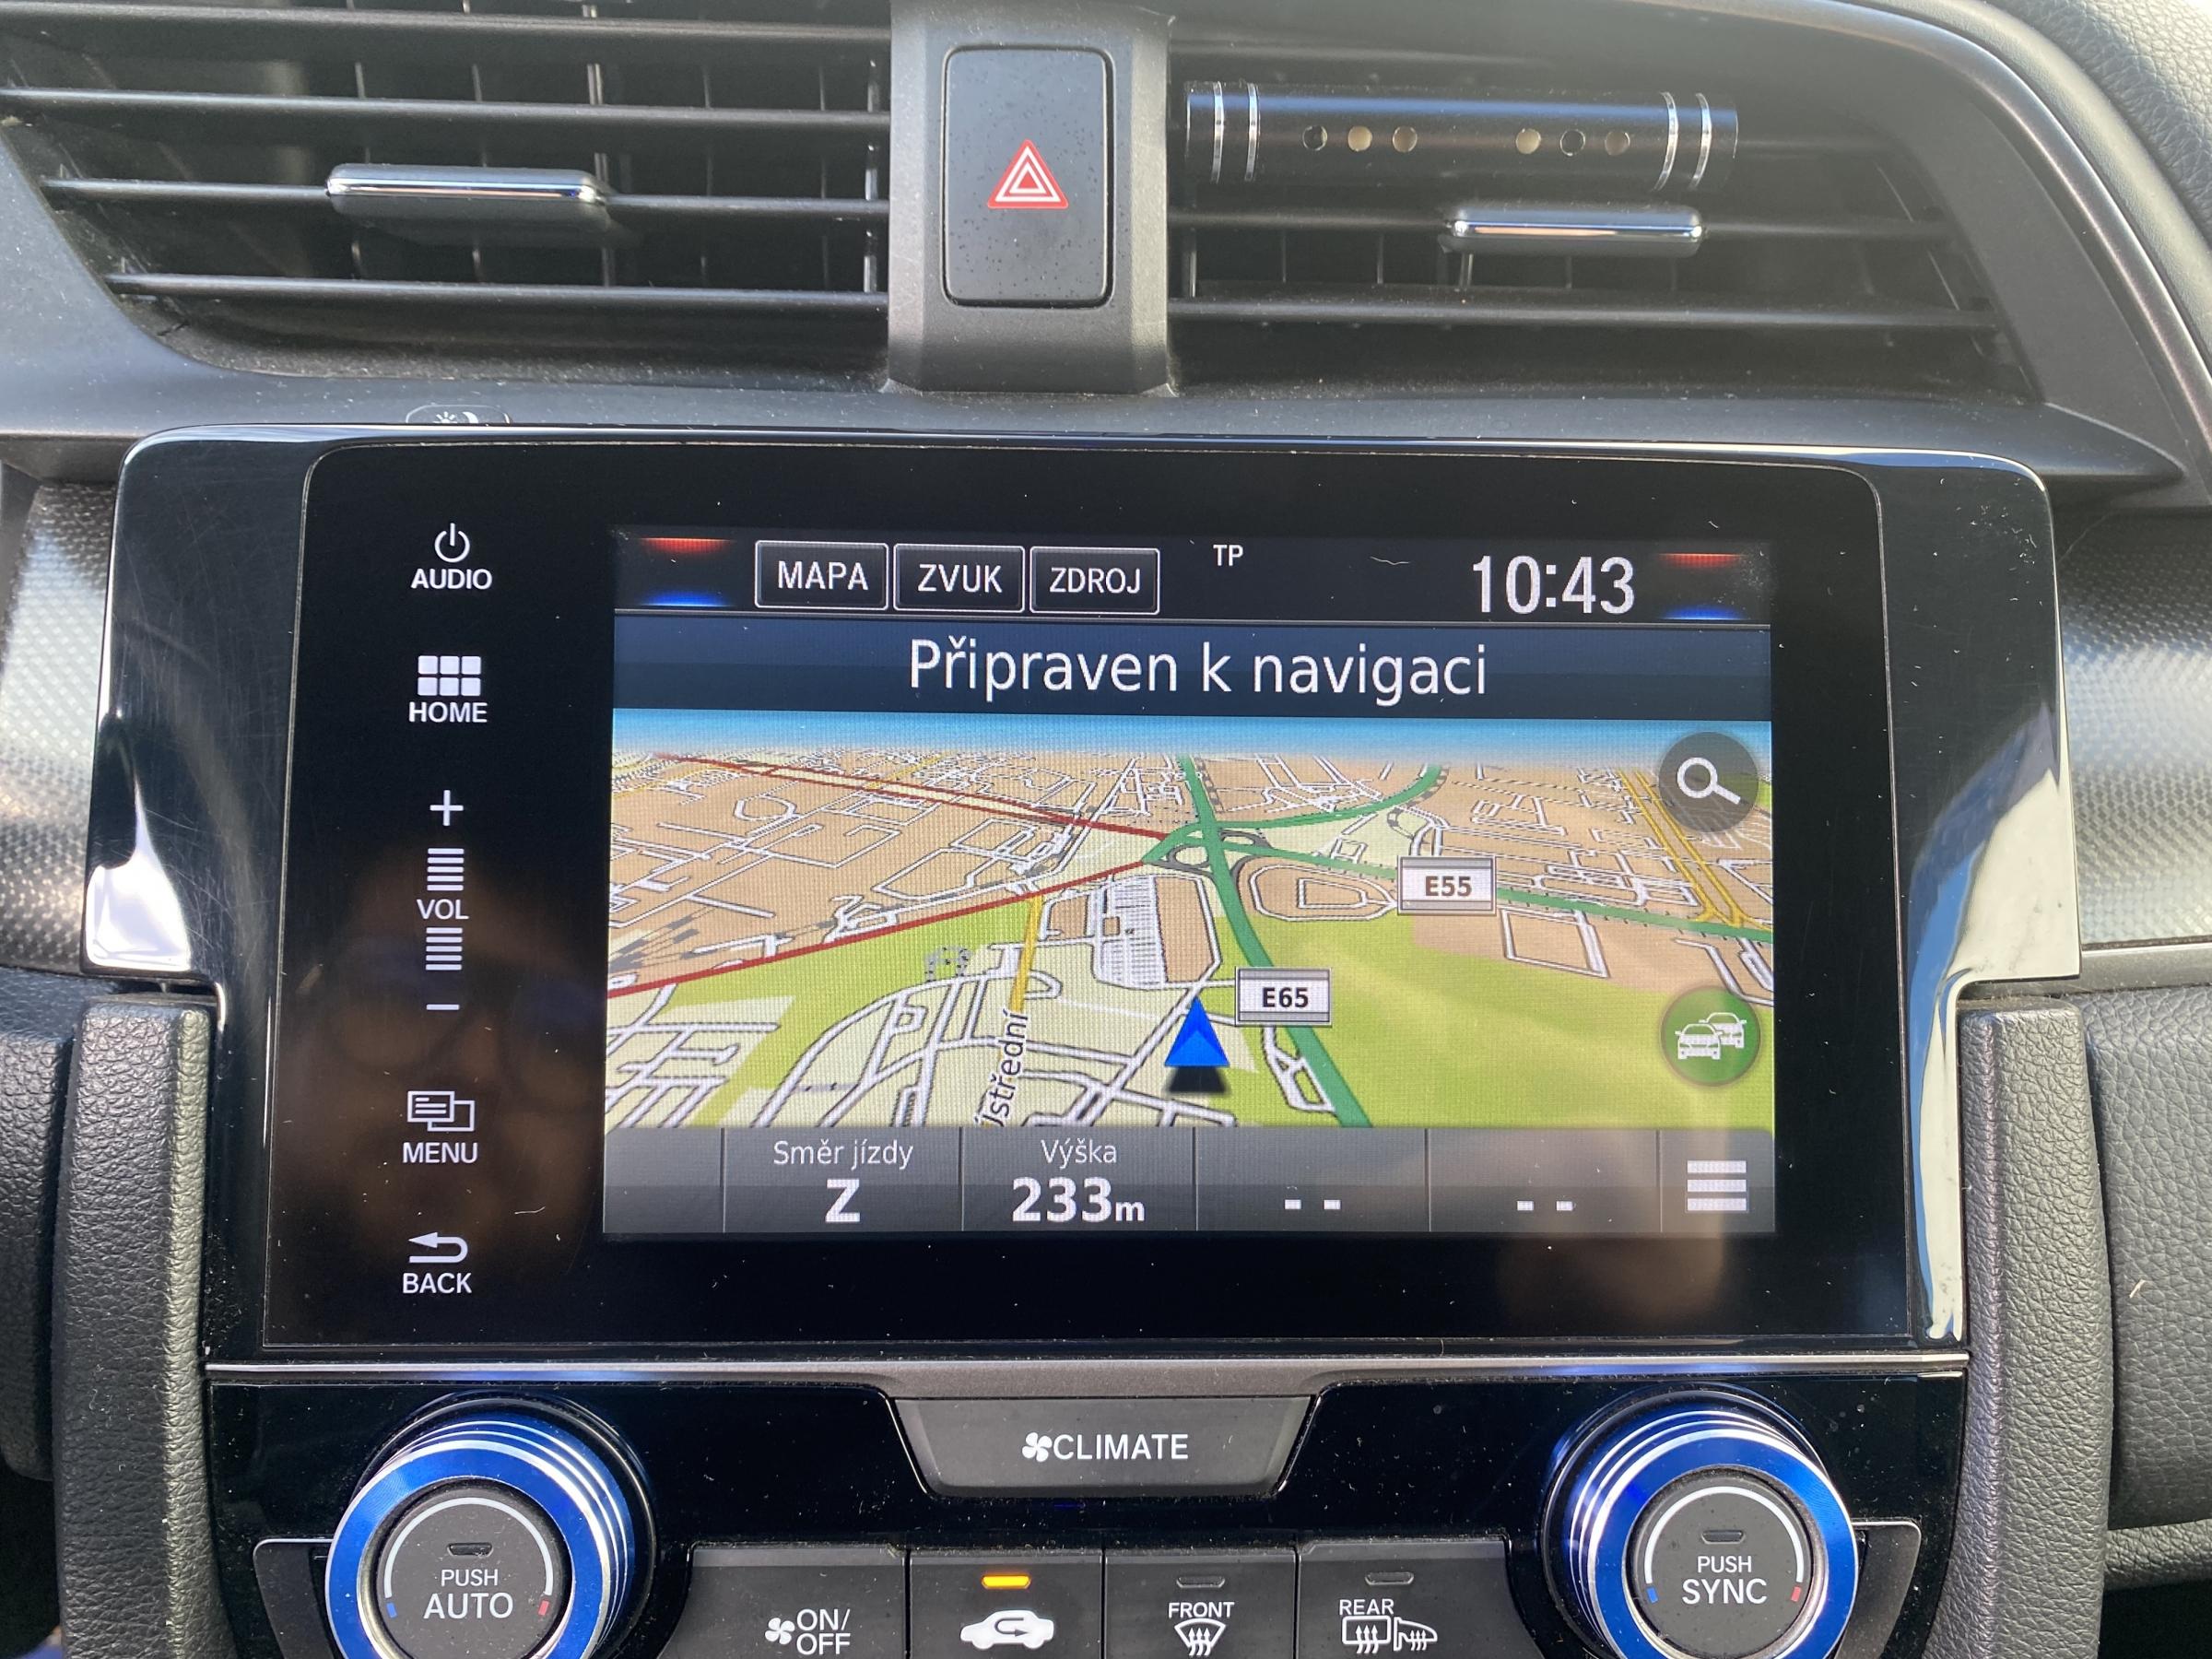 AUDIO
HOME
+
VOL
−
MENU
BACK
MAPA ZVUK ZDROJ TP 10:43
Připraven k navigaci
E55
E65
Směr jízdy Výška
Z 233m -- --
CLIMATE
PUSH
AUTO
ON/
OFF
FRONT
REAR
PUSH
SYNC